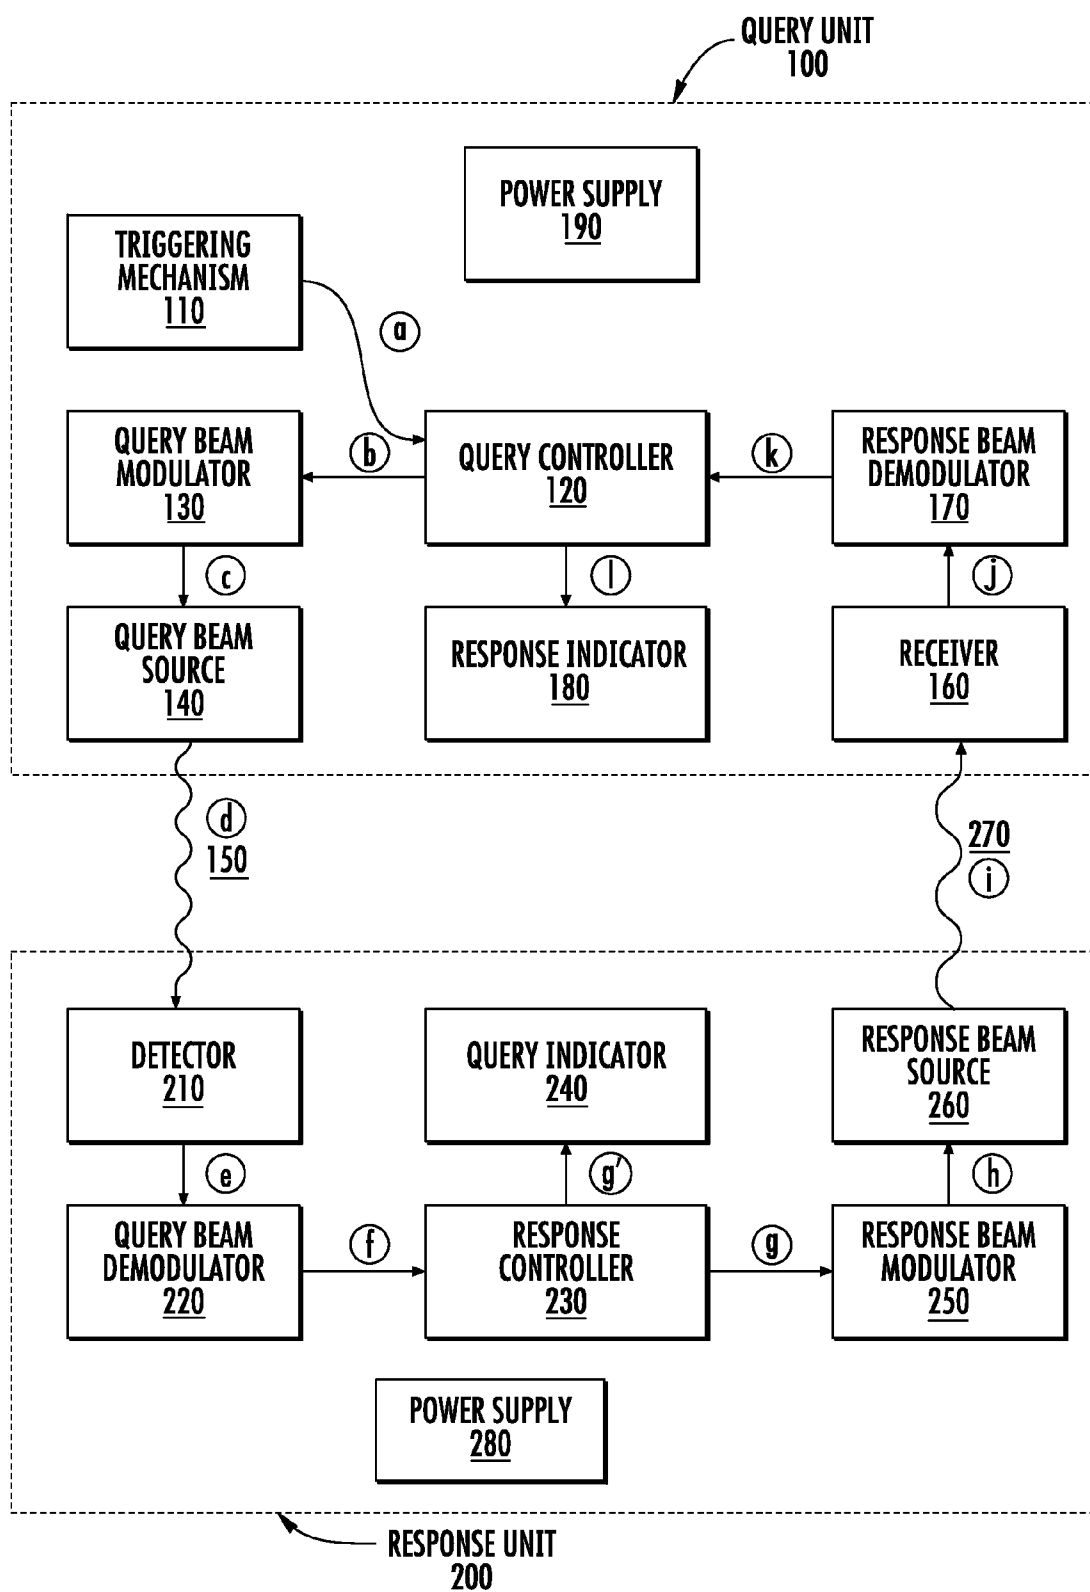 QUERY UNIT
100
POWER SUPPLY
190
TRIGGERING
MECHANISM
110
a
QUERY BEAM
MODULATOR
130
b
QUERY CONTROLLER
120
k
RESPONSE BEAM
DEMODULATOR
170
c
l
j
QUERY BEAM
SOURCE
140
RESPONSE INDICATOR
180
RECEIVER
160
d
150
270
i
DETECTOR
210
QUERY INDICATOR
240
RESPONSE BEAM
SOURCE
260
e
g'
h
QUERY BEAM
DEMODULATOR
220
f
RESPONSE
CONTROLLER
230
g
RESPONSE BEAM
MODULATOR
250
POWER SUPPLY
280
RESPONSE UNIT
200